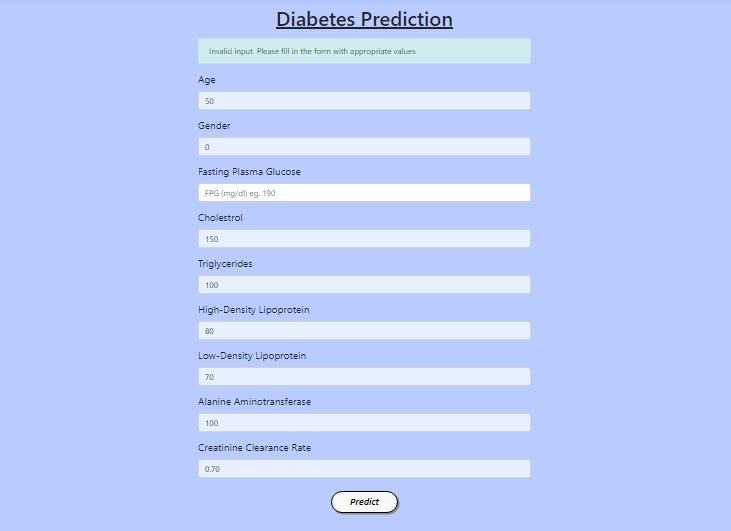 Diabetes Prediction
Invalid input. Please fill in the form with appropriate values
Age
50
Gender
0
Fasting Plasma Glucose
FPG (mg/dl) eg. 190
Cholestrol
150
Triglycerides
100
High-Density Lipoprotein
80
Low-Density Lipoprotein
70
Alanine Aminotransferase
100
Creatinine Clearance Rate
0.70
Predict